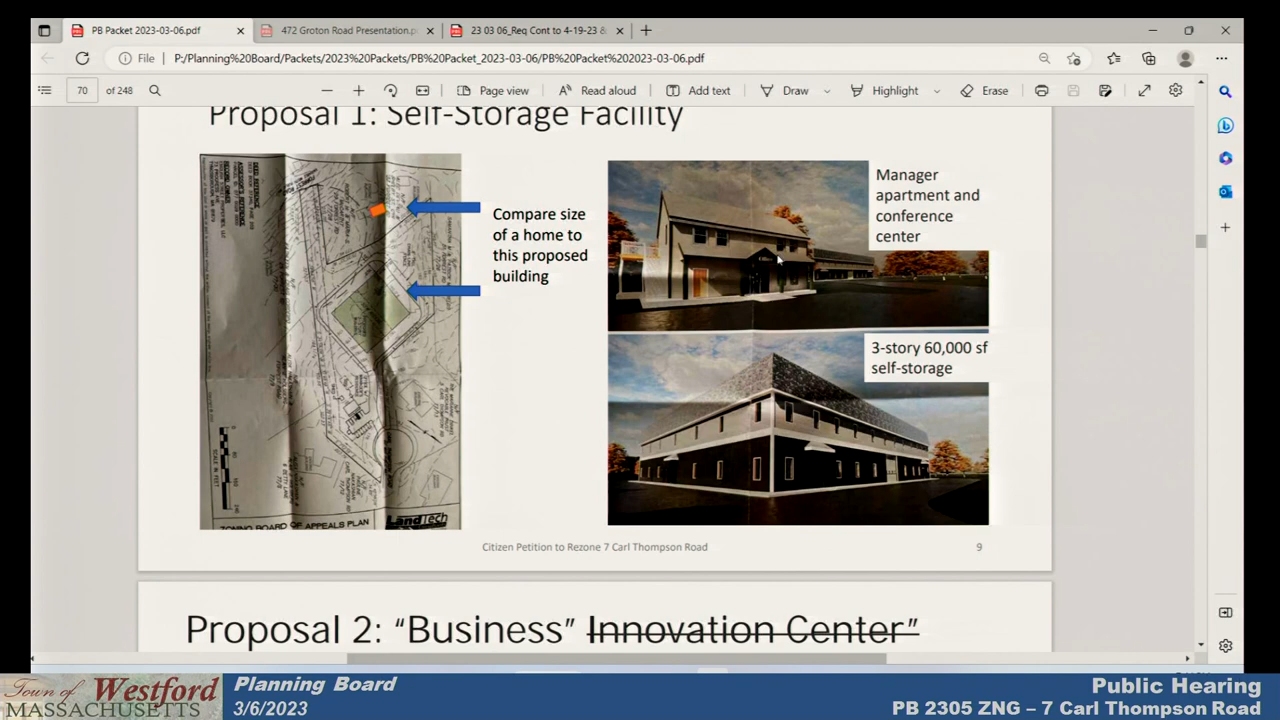 PB Packet 2023-03-06.pdf
472 Groton Road Presentation.p
23 03 06_Req Cont to 4-19-23 &
File
P:/Planning%20Board/Packets/2023%20Packets/PB%20Packet_2023-03-06/PB%20Packet%202023-03-06.pdf
70 of 248
Page view
Read aloud
Add text
Draw
Highlight
Erase
Proposal 1: Self-Storage Facility
Compare size
of a home to
this proposed
building
Manager
apartment and
conference
center
3-story 60,000 sf
self-storage
ZONING BOARD OF APPEALS PLAN
LandTech
Citizen Petition to Rezone 7 Carl Thompson Road
9
Proposal 2: “Business” Innovation Center”
Town of Westford
MASSACHUSETTS
Planning Board
3/6/2023
Public Hearing
PB 2305 ZNG – 7 Carl Thompson Road